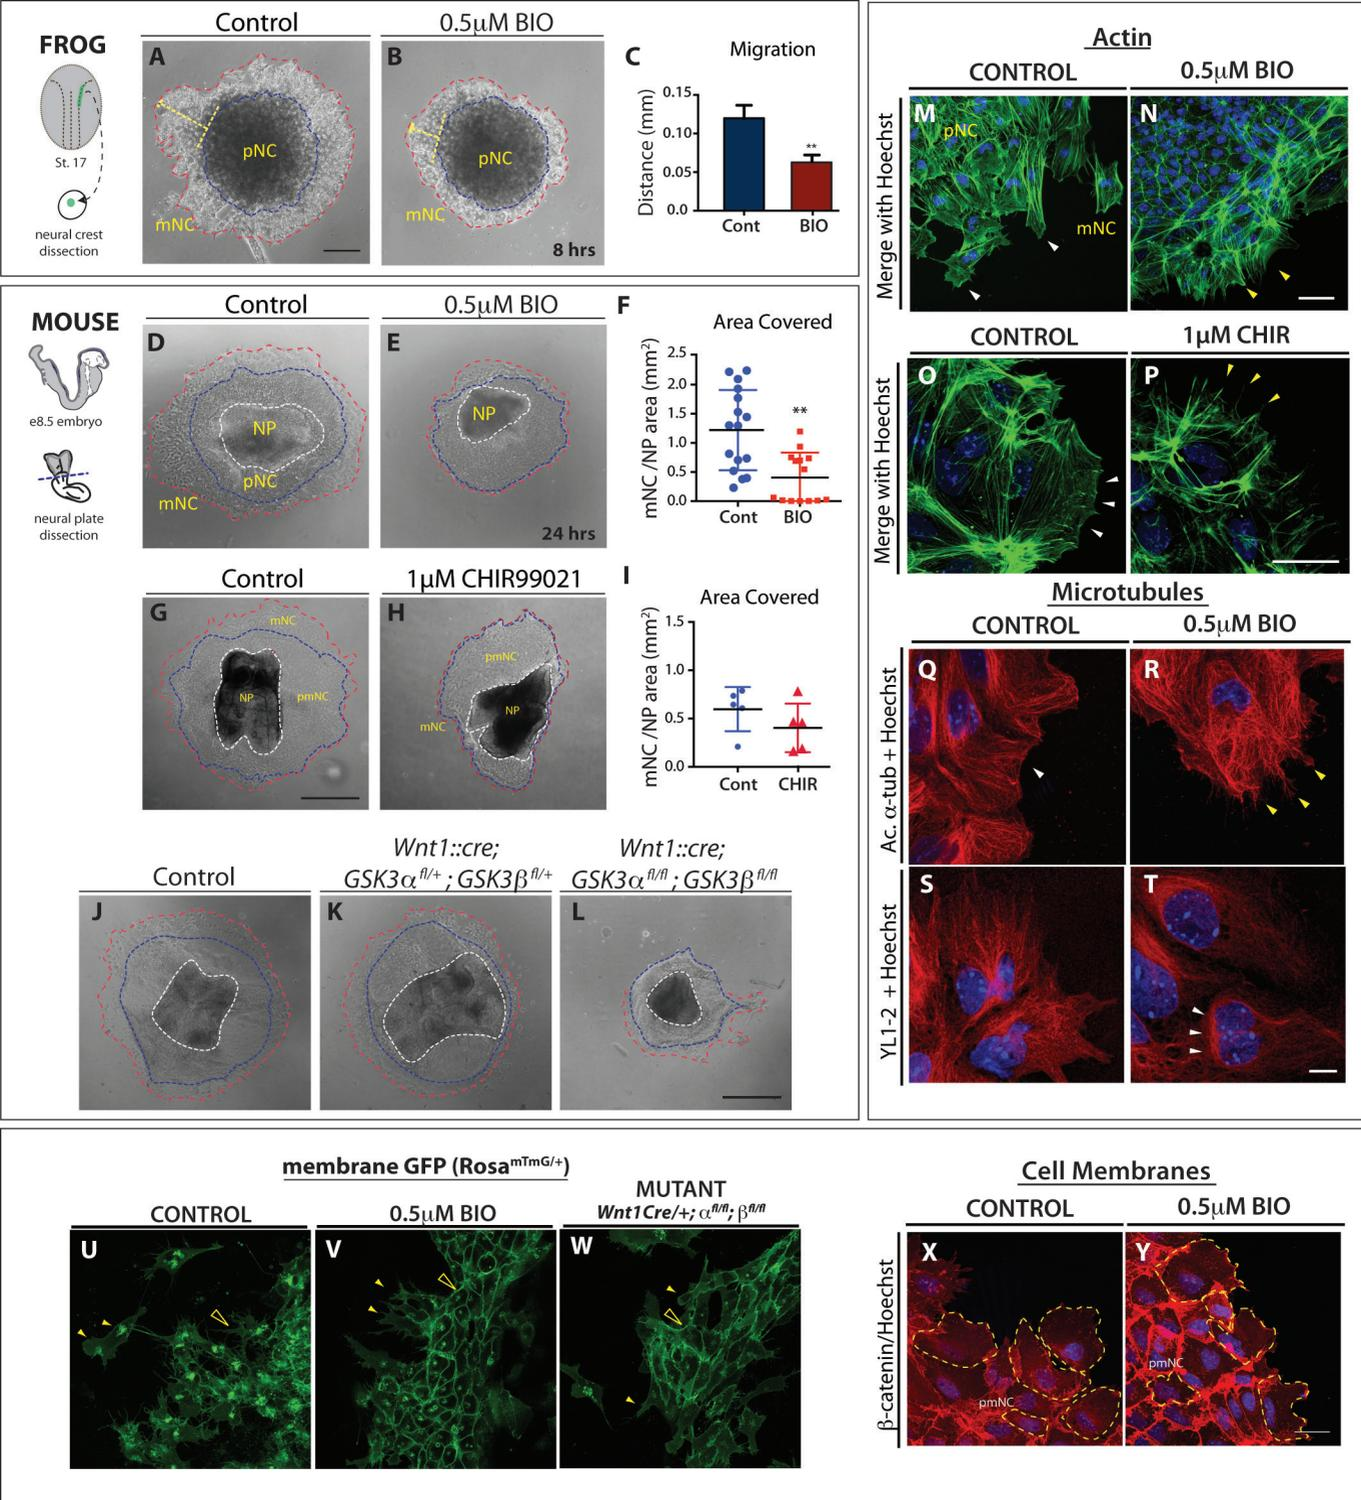 FROG
St. 17
neural crest
dissection
Control
0.5µM BIO
A
pNC
mNC
B
pNC
mNC
8 hrs
C
Migration
Distance (mm)
0.15
0.10
0.05
0.0
**
Cont
BIO
MOUSE
e8.5 embryo
neural plate
dissection
Control
0.5µM BIO
D
NP
pNC
mNC
E
NP
24 hrs
F
Area Covered
mNC /NP area (mm²)
2.5
2.0
1.5
1.0
0.5
0.0
**
Cont
BIO
Control
1µM CHIR99021
G
mNC
NP
pmNC
H
pmNC
NP
mNC
I
Area Covered
mNC /NP area (mm²)
1.5
1.0
0.5
0.0
Cont
CHIR
Control
Wnt1::cre;
GSK3α fl/+ ; GSK3β fl/+
Wnt1::cre;
GSK3α fl/fl ; GSK3β fl/fl
J
K
L
Actin
CONTROL
0.5µM BIO
Merge with Hoechst
M
pNC
mNC
N
CONTROL
1µM CHIR
Merge with Hoechst
O
P
Microtubules
CONTROL
0.5µM BIO
Ac. α-tub + Hoechst
Q
R
YL1-2 + Hoechst
S
T
membrane GFP (Rosa mTmG/+)
CONTROL
0.5µM BIO
MUTANT
Wnt1Cre/+; α fl/fl; β fl/fl
U
V
W
Cell Membranes
CONTROL
0.5µM BIO
β-catenin/Hoechst
X
pmNC
Y
pmNC